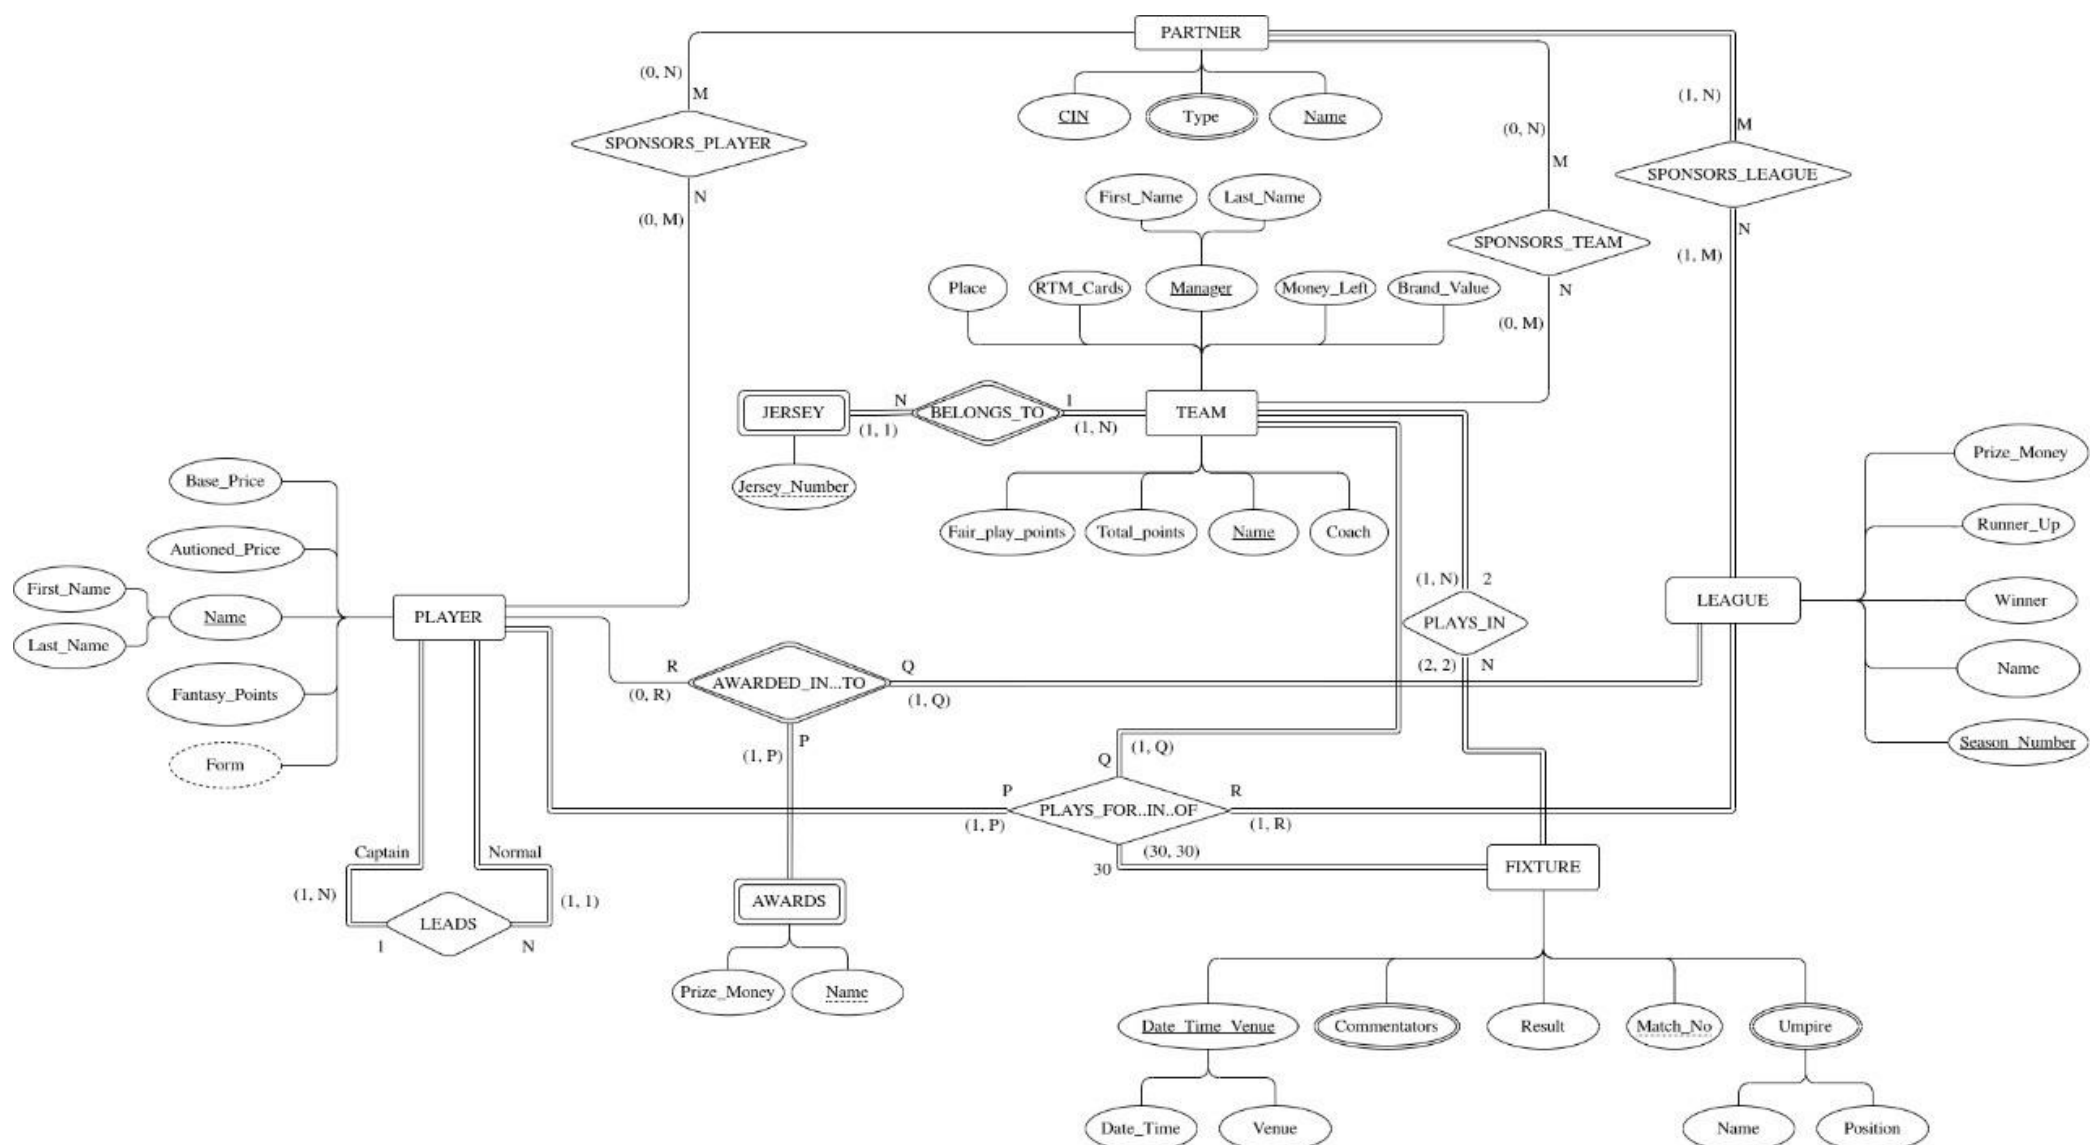 PARTNER
(0, N)
M
(1, N)
CIN
Type
Name
M
(0, N)
SPONSORS_PLAYER
M
SPONSORS_LEAGUE
First_Name
Last_Name
N
(0, M)
N
SPONSORS_TEAM
(1, M)
Place
RTM_Cards
Manager
Money_Left
Brand_Value
N
(0, M)
JERSEY
N
(1, 1)
BELONGS_TO
1
(1, N)
TEAM
Prize_Money
Base_Price
Jersey_Number
Runner_Up
Fair_play_points
Total_points
Name
Coach
Autioned_Price
First_Name
(1, N)
2
Name
PLAYER
LEAGUE
Winner
PLAYS_IN
Last_Name
R
Q
(2, 2)
N
Name
AWARDED_IN...TO
Fantasy_Points
(0, R)
(1, Q)
P
(1, P)
(1, Q)
Season_Number
Q
Form
P
R
PLAYS_FOR..IN..OF
(1, P)
(1, R)
Captain
Normal
(30, 30)
30
FIXTURE
(1, N)
(1, 1)
AWARDS
LEADS
1
N
Prize_Money
Name
Date_Time_Venue
Commentators
Result
Match_No
Umpire
Date_Time
Venue
Name
Position